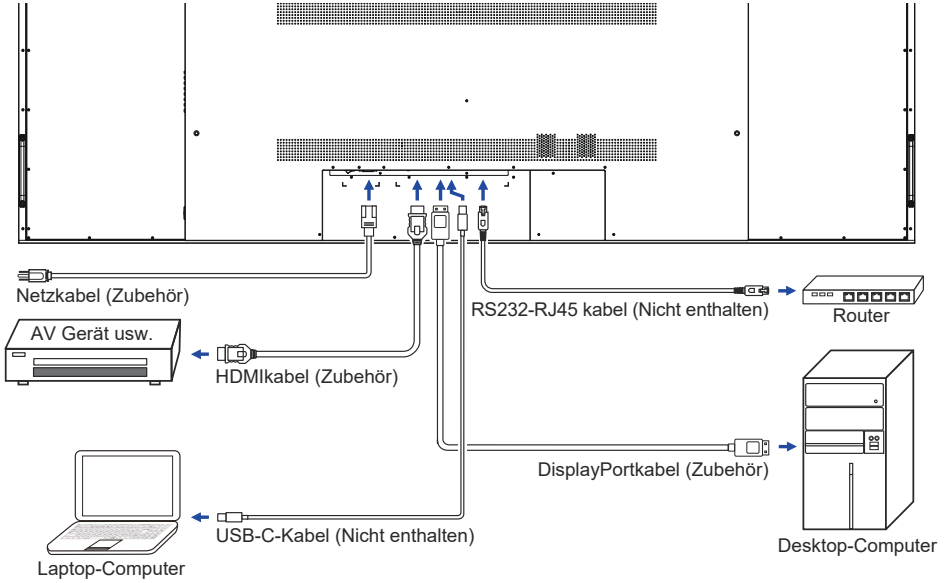 Netzkabel (Zubehör)
RS232-RJ45 kabel (Nicht enthalten)
Router
AV Gerät usw.
HDMIkabel (Zubehör)
DisplayPortkabel (Zubehör)
USB-C-Kabel (Nicht enthalten)
Desktop-Computer
Laptop-Computer